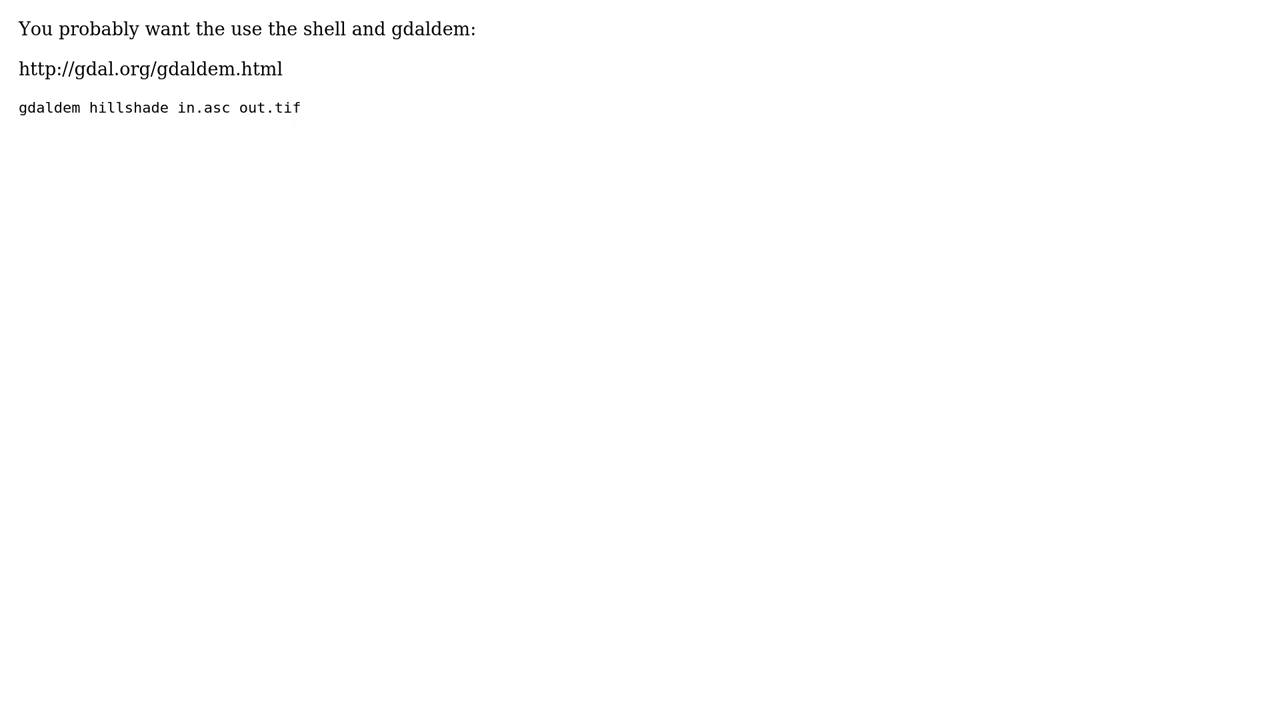 You probably want the use the shell and gdaldem:
http://gdal.org/gdaldem.html
gdaldem hillshade in.asc out.tif